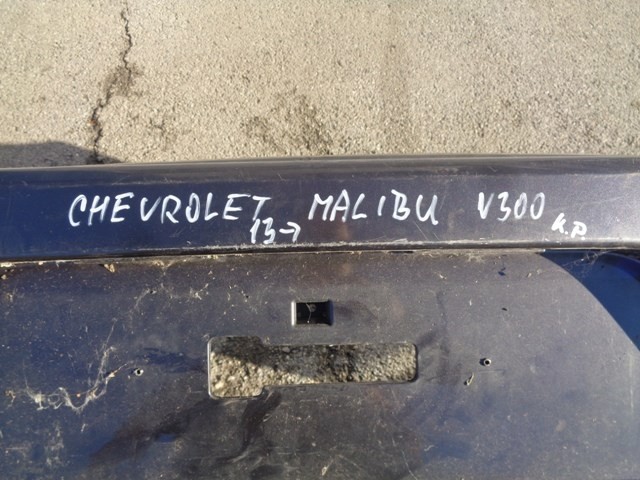 CHEVROLET MALIBU V300 к.р.
13→